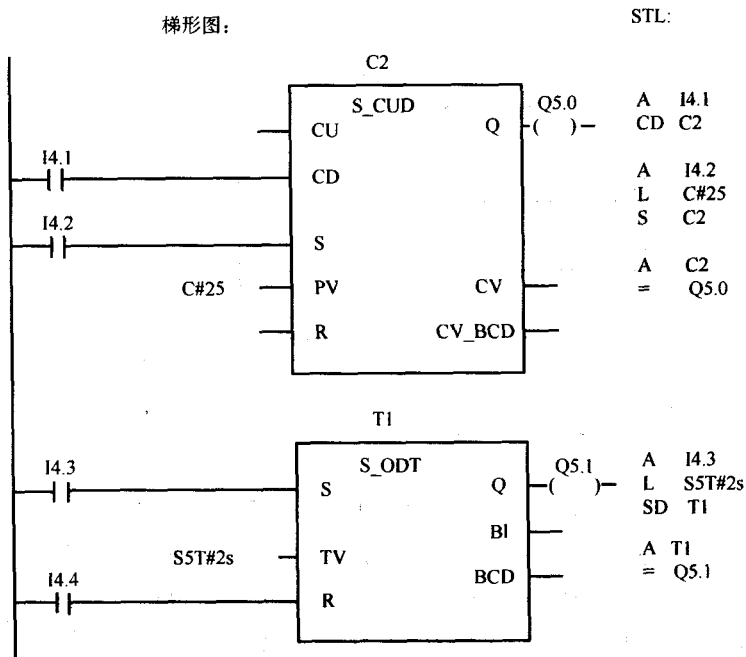 梯形图：
STL:
C2
S_CUD
CU
Q
Q5.0
I4.1
CD
I4.2
S
C#25
PV
CV
R
CV_BCD
A I4.1
CD C2
A I4.2
L C#25
S C2
A C2
= Q5.0
T1
S_ODT
I4.3
S
Q
Q5.1
BI
S5T#2s
TV
BCD
I4.4
R
A I4.3
L S5T#2s
SD T1
A T1
= Q5.1